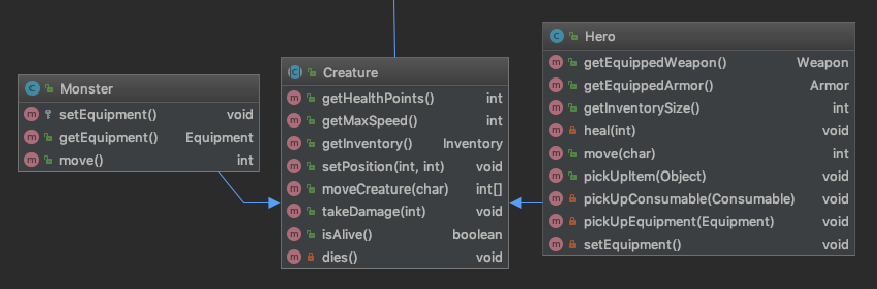 Monster
setEquipment() void
getEquipment() Equipment
move() int
Creature
getHealthPoints() int
getMaxSpeed() int
getInventory() Inventory
setPosition(int, int) void
moveCreature(char) int[]
takeDamage(int) void
isAlive() boolean
dies() void
Hero
getEquippedWeapon() Weapon
getEquippedArmor() Armor
getInventorySize() int
heal(int) void
move(char) int
pickUpItem(Object) void
pickUpConsumable(Consumable) void
pickUpEquipment(Equipment) void
setEquipment() void